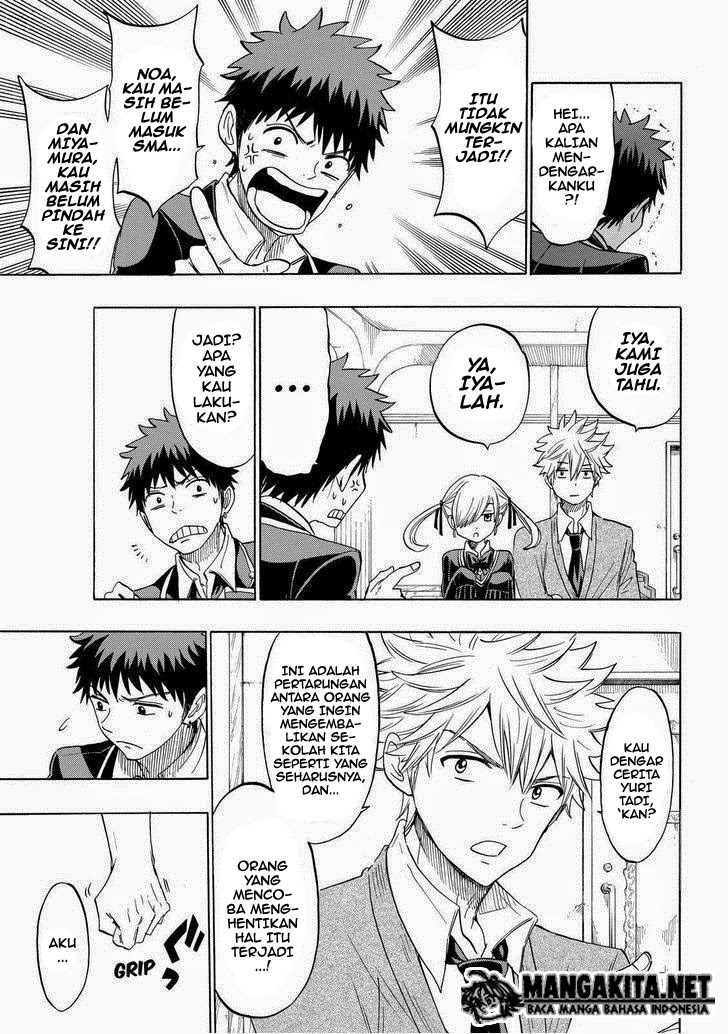 HEI...
APA
KALIAN
MEN-
DENGAR-
KANKU
?!
ITU
TIDAK
MUNGKIN
TER-
JADI!!
NOA,
KAU MA-
SIH BE-
LUM
MASUK
SMA...
DAN
MIYA-
MURA,
KAU
MASIH
BELUM
PINDAH
KE
SINI!!
IYA,
KAMI
JUGA
TAHU.
YA,
IYA-
LAH.
...
JADI?
APA
YANG
KAU
LAKU-
KAN?
KAU
DENGAR
CERITA
YURI
TADI,
'KAN?
INI ADALAH
PERTARUNGAN
ANTARA ORANG
YANG INGIN
MENGEMBA-
LIKAN SE-
KOLAH KITA
SEPERTI YANG
SEHARUSNYA,
DAN...
ORANG
YANG
MENCO-
BA MENG-
HENTIKAN
HAL ITU
TERJADI
...!
AKU
...
GRIP
MANGAKITA.NET
BACA MANGA BAHASA INDONESIA